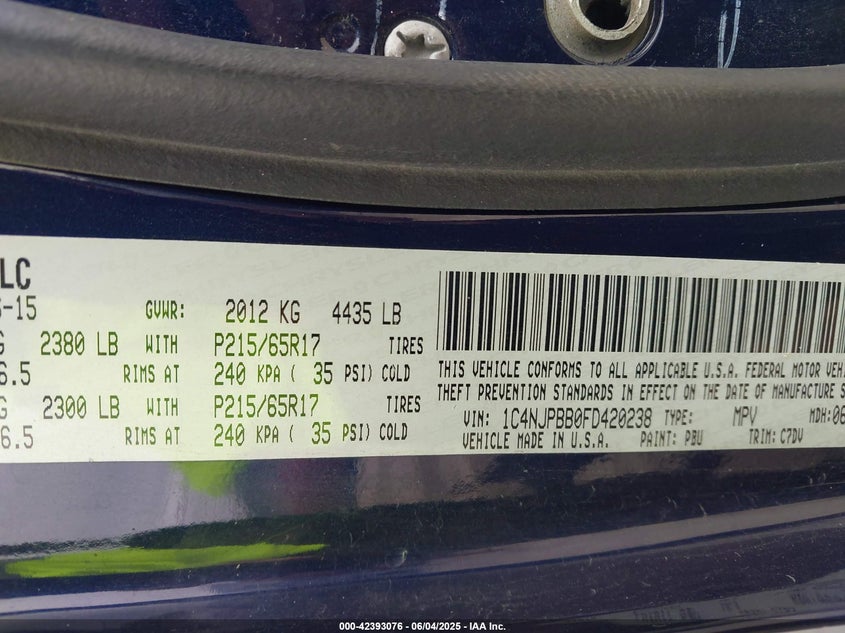 LC
-15
GVWR: 2012 KG 4435 LB
G 2380 LB WITH P215/65R17 TIRES
6.5 RIMS AT 240 KPA ( 35 PSI) COLD
G 2300 LB WITH P215/65R17 TIRES
6.5 RIMS AT 240 KPA ( 35 PSI) COLD
THIS VEHICLE CONFORMS TO ALL APPLICABLE U.S.A. FEDERAL MOTOR VEH
THEFT PREVENTION STANDARDS IN EFFECT ON THE DATE OF MANUFACTURE S
VIN: 1C4NJPBB0FD420238 TYPE: MPV MDH:06
VEHICLE MADE IN U.S.A. PAINT: PBU TRIM: C7DV
000-42393076 - 06/04/2025 - IAA Inc.